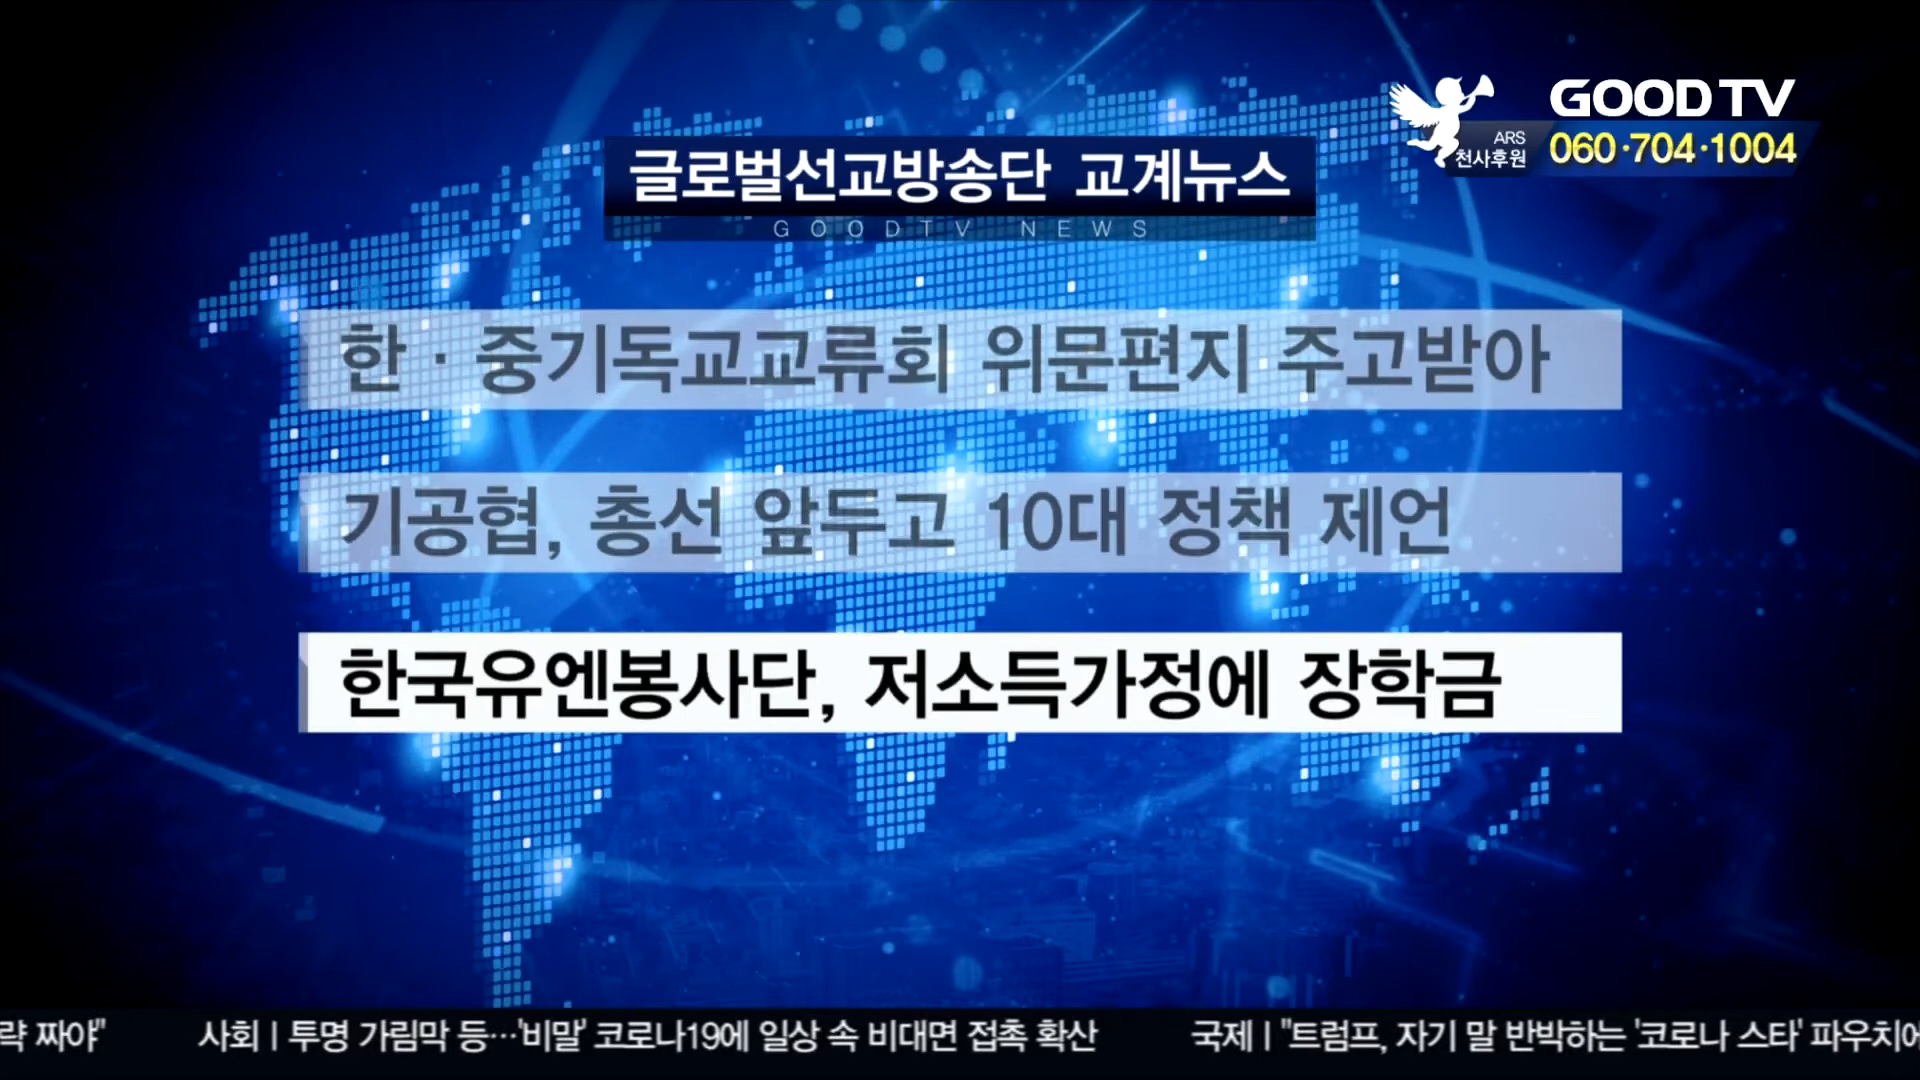 GOODTV
ARS
천사후원
060·704·1004
글로벌선교방송단 교계뉴스
GOODTV NEWS
한·중기독교교류회 위문편지 주고받아
기공협, 총선 앞두고 10대 정책 제언
한국유엔봉사단, 저소득가정에 장학금
략 짜야" 사회 | 투명 가림막 등…'비말' 코로나19에 일상 속 비대면 접촉 확산 국제 | "트럼프, 자기 말 반박하는 '코로나 스타' 파우치에